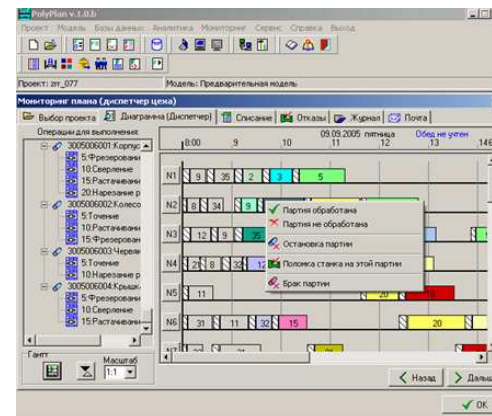 PolyPlan v.1.0.b
Проект Модель Базы данных Аналитика Мониторинг Сервис Справка Выход
Проект: zrr_077 Модель: Предварительная модель
Мониторинг плана (диспетчер цеха)
Выбор проекта Диаграмма (Диспетчер) Списание Отказы Журнал Почта
Операции для выполнения:
09.09.2005 пятница Обед не учтен
8:00 ,9 ,10 ,11 ,12 ,13 ,14
3005006001:Корпус
5:Фрезеровани
10:Сверление
15:Растачивани
20:Нарезание р
3005006002:Колесо
5:Точение
10:Растачивани
15:Фрезеровани
3005006003:Червяк
5:Точение
10:Нарезание р
3005006004:Крышк
5:Фрезеровани
10:Сверление
15:Растачивани
N1 9 35 2 3 5
N2 8 34 9
N3 12 9 35
N4 8 32 12
N5 11 20
N6 31 11 32 15 20
N7
Партия обработана
Партия не обработана
Остановка партии
Поломка станка на этой партии
Брак партии
Гантт
Масштаб
1:1
Назад
Дальш
OK